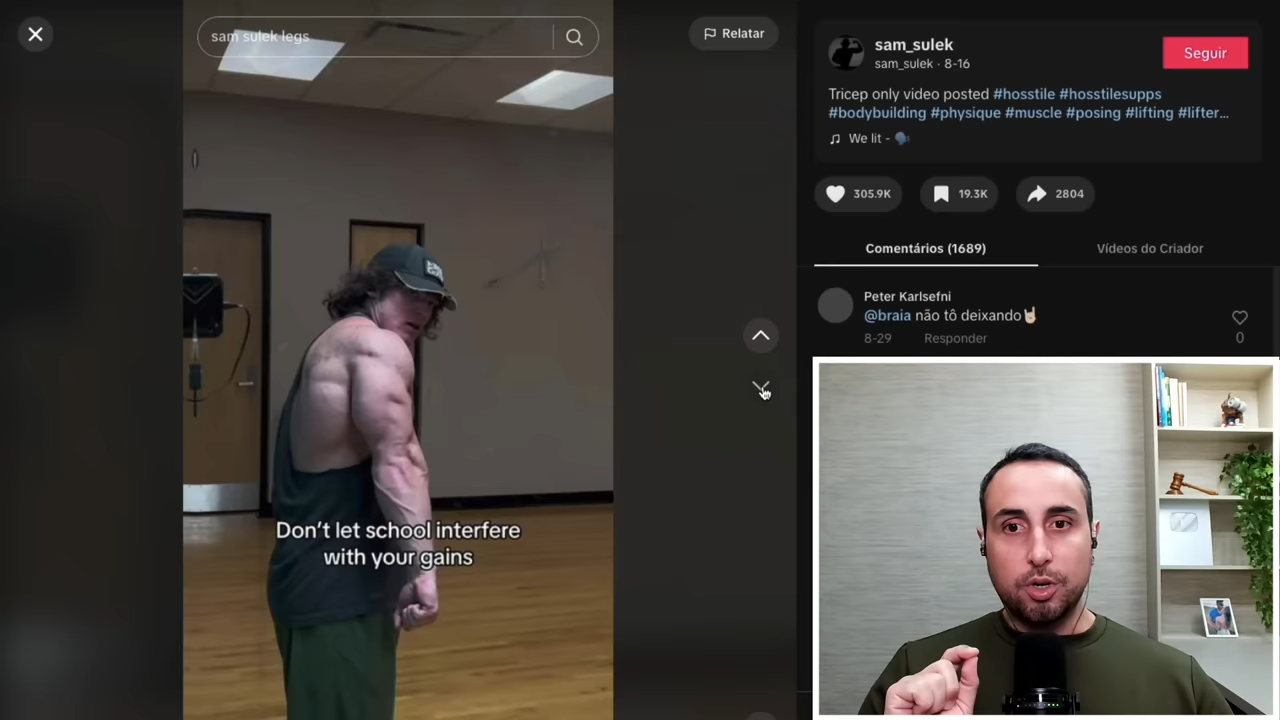 sam sulek legs
Relatar
sam_sulek
sam_sulek · 8-16
Seguir
Tricep only video posted #hosstile #hosstilesupps
#bodybuilding #physique #muscle #posing #lifting #lifter...
We lit - 🗣️
305.9K
19.3K
2804
Comentários (1689)
Vídeos do Criador
Peter Karlsefni
@braia não tô deixando🤘🏼
8-29
Responder
0
Don't let school interfere
with your gains